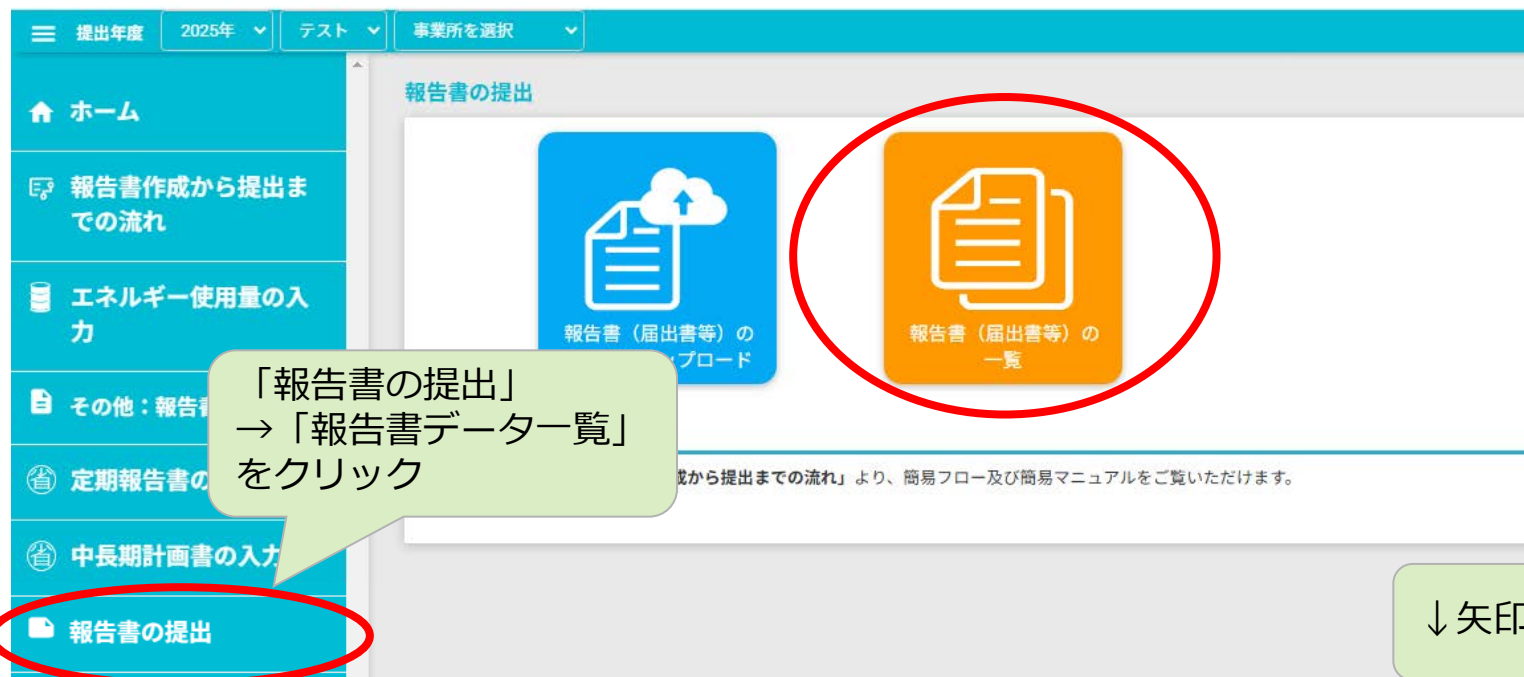 提出年度 2025年 テスト 事業所を選択
ホーム
報告書作成から提出ま
での流れ
エネルギー使用量の入
力
その他：報告
定期報告書の
中長期計画書の入力
報告書の提出
報告書の提出
報告書（届出書等）の
プロード
報告書（届出書等）の
一覧
「報告書の提出」
→「報告書データ一覧」
をクリック
から提出までの流れ」より、簡易フロー及び簡易マニュアルをご覧いただけます。
↓矢印